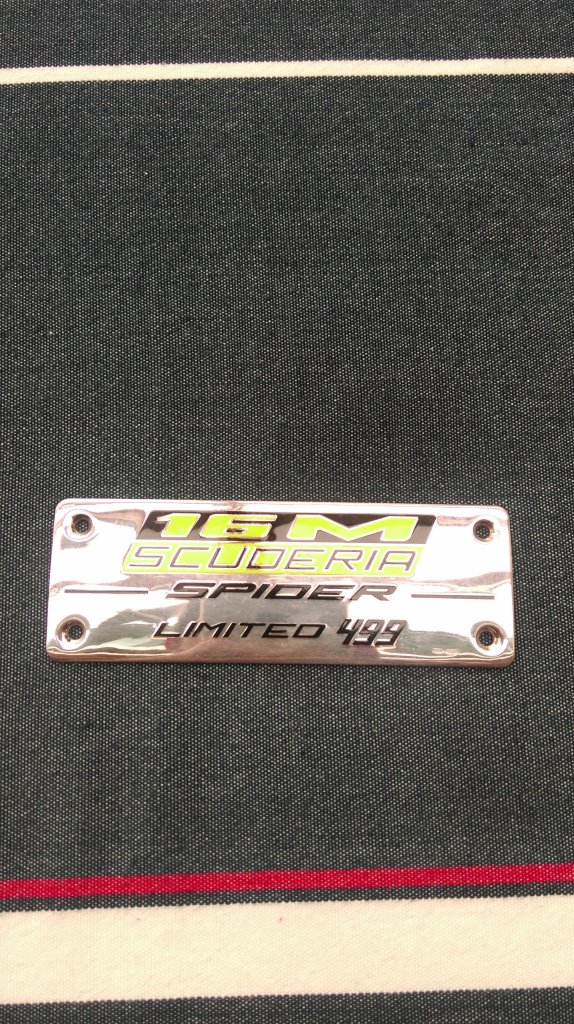 16M
SCUDERIA
SPIDER
LIMITED 499